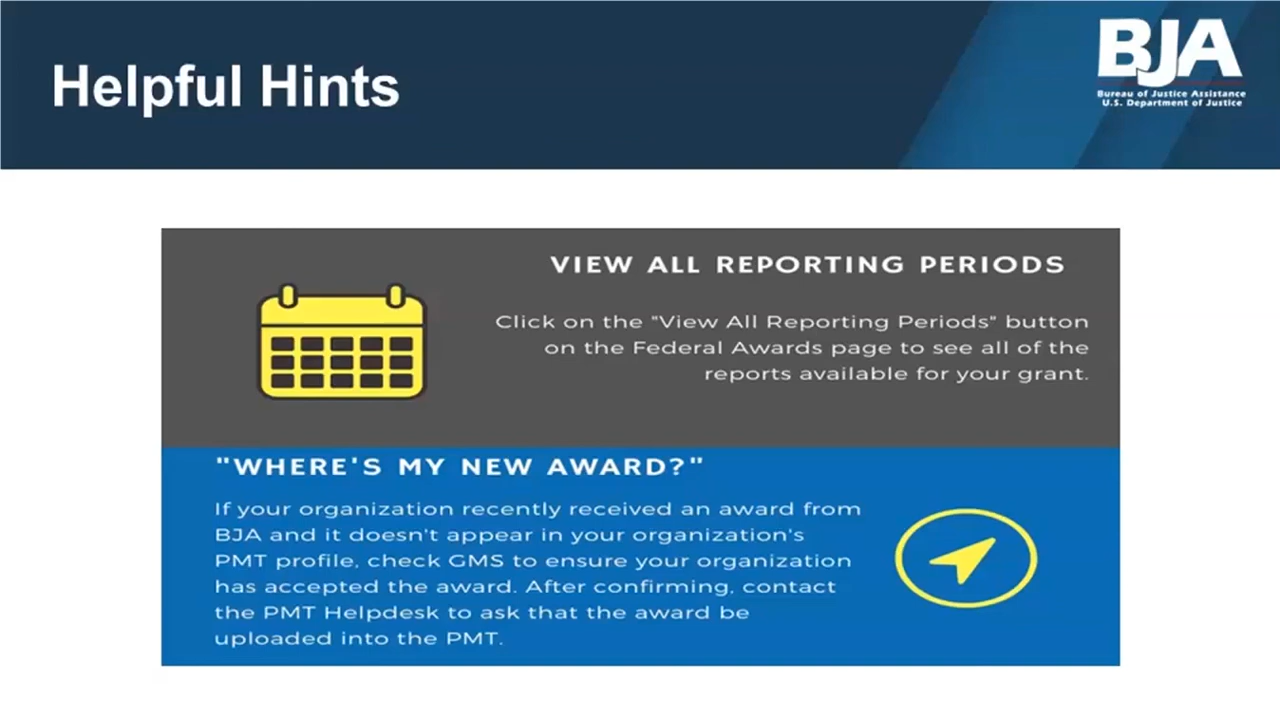 Helpful Hints
BJA
Bureau of Justice Assistance
U.S. Department of Justice
VIEW ALL REPORTING PERIODS
Click on the "View All Reporting Periods" button
on the Federal Awards page to see all of the
reports available for your grant.
"WHERE'S MY NEW AWARD?"
If your organization recently received an award from
BJA and it doesn't appear in your organization's
PMT profile, check GMS to ensure your organization
has accepted the award. After confirming, contact
the PMT Helpdesk to ask that the award be
uploaded into the PMT.